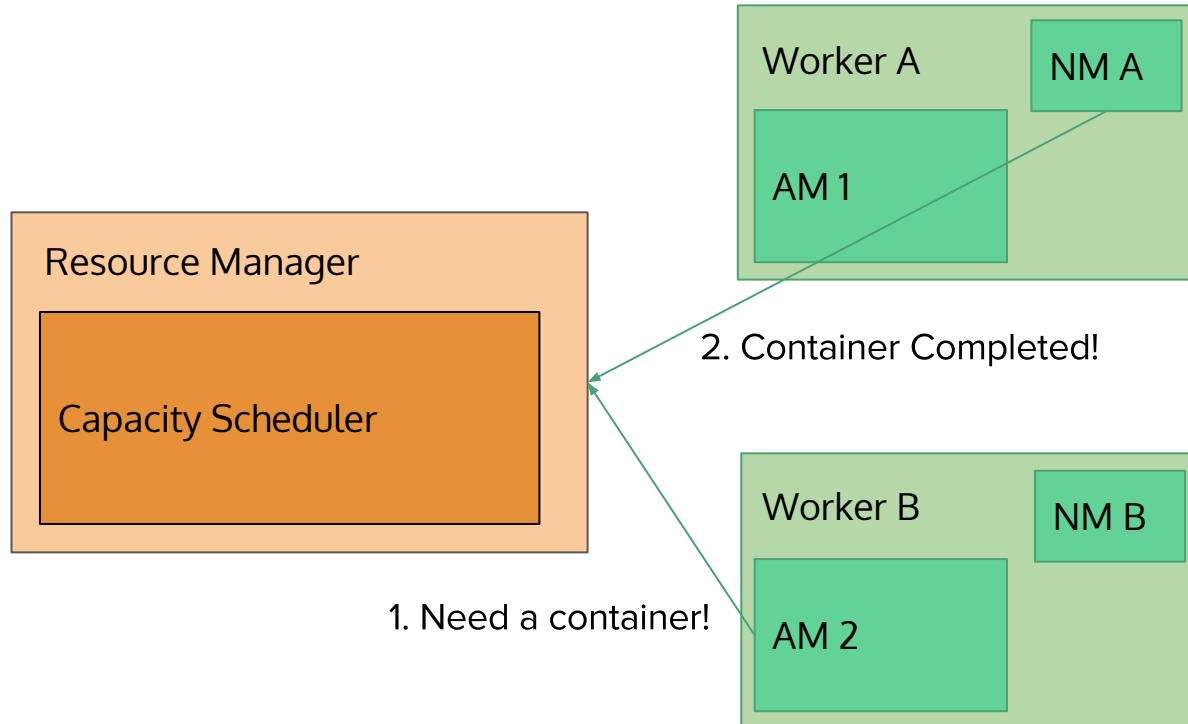 Worker A
NM A
AM 1
Resource Manager
Capacity Scheduler
2. Container Completed!
Worker B
NM B
1. Need a container!
AM 2